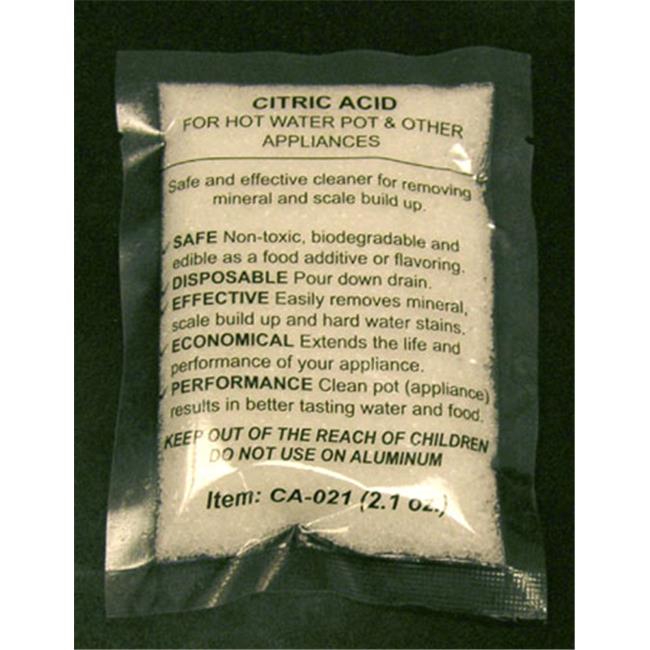 CITRIC ACID
FOR HOT WATER POT & OTHER
APPLIANCES
Safe and effective cleaner for removing
mineral and scale build up.
✓ SAFE Non-toxic, biodegradable and
edible as a food additive or flavoring.
✓ DISPOSABLE Pour down drain.
✓ EFFECTIVE Easily removes mineral,
scale build up and hard water stains.
✓ ECONOMICAL Extends the life and
performance of your appliance.
✓ PERFORMANCE Clean pot (appliance)
results in better tasting water and food.
KEEP OUT OF THE REACH OF CHILDREN
DO NOT USE ON ALUMINUM
Item: CA-021 (2.1 oz.)